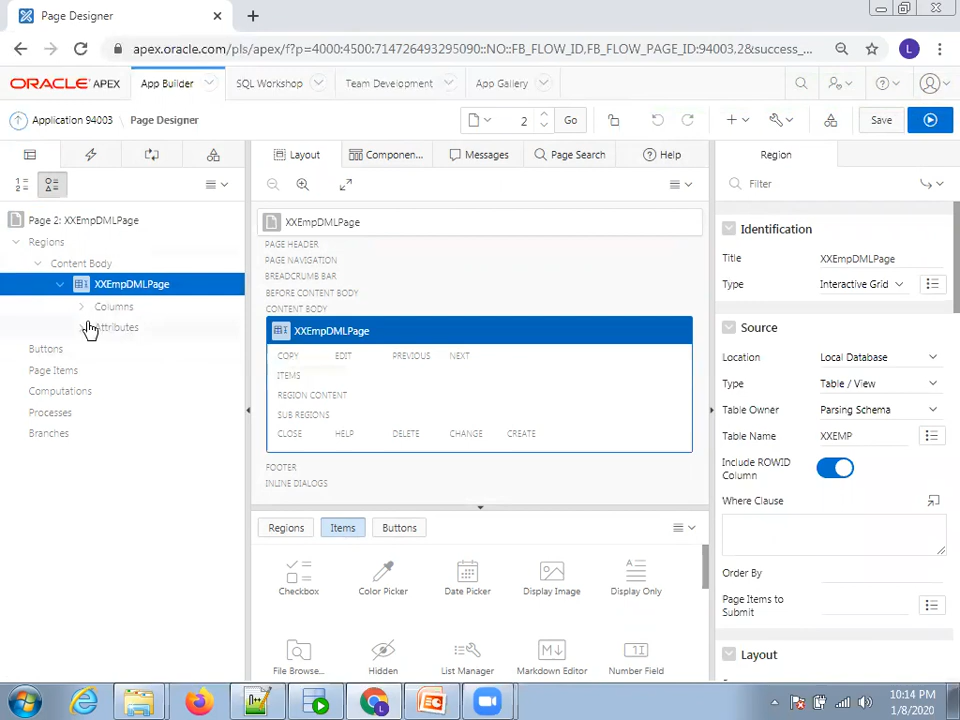 Page Designer
apex.oracle.com/pls/apex/f?p=4000:4500:714726493295090::NO::FB_FLOW_ID,FB_FLOW_PAGE_ID:94003,2&success_...
L
ORACLE APEX
App Builder
SQL Workshop
Team Development
App Gallery
Application 94003
Page Designer
2
Go
Save
Layout
Componen...
Messages
Page Search
Help
Region
Filter
Page 2: XXEmpDMLPage
Regions
Content Body
XXEmpDMLPage
Columns
Attributes
Buttons
Page Items
Computations
Processes
Branches
XXEmpDMLPage
PAGE HEADER
PAGE NAVIGATION
BREADCRUMB BAR
BEFORE CONTENT BODY
CONTENT BODY
XXEmpDMLPage
COPY EDIT PREVIOUS NEXT
ITEMS
REGION CONTENT
SUB REGIONS
CLOSE HELP DELETE CHANGE CREATE
FOOTER
INLINE DIALOGS
Regions Items Buttons
Checkbox Color Picker Date Picker Display Image Display Only
File Browse... Hidden List Manager Markdown Editor Number Field
Identification
Title XXEmpDMLPage
Type Interactive Grid
Source
Location Local Database
Type Table / View
Table Owner Parsing Schema
Table Name XXEMP
Include ROWID
Column
Where Clause
Order By
Page Items to
Submit
Layout
10:14 PM
1/8/2020